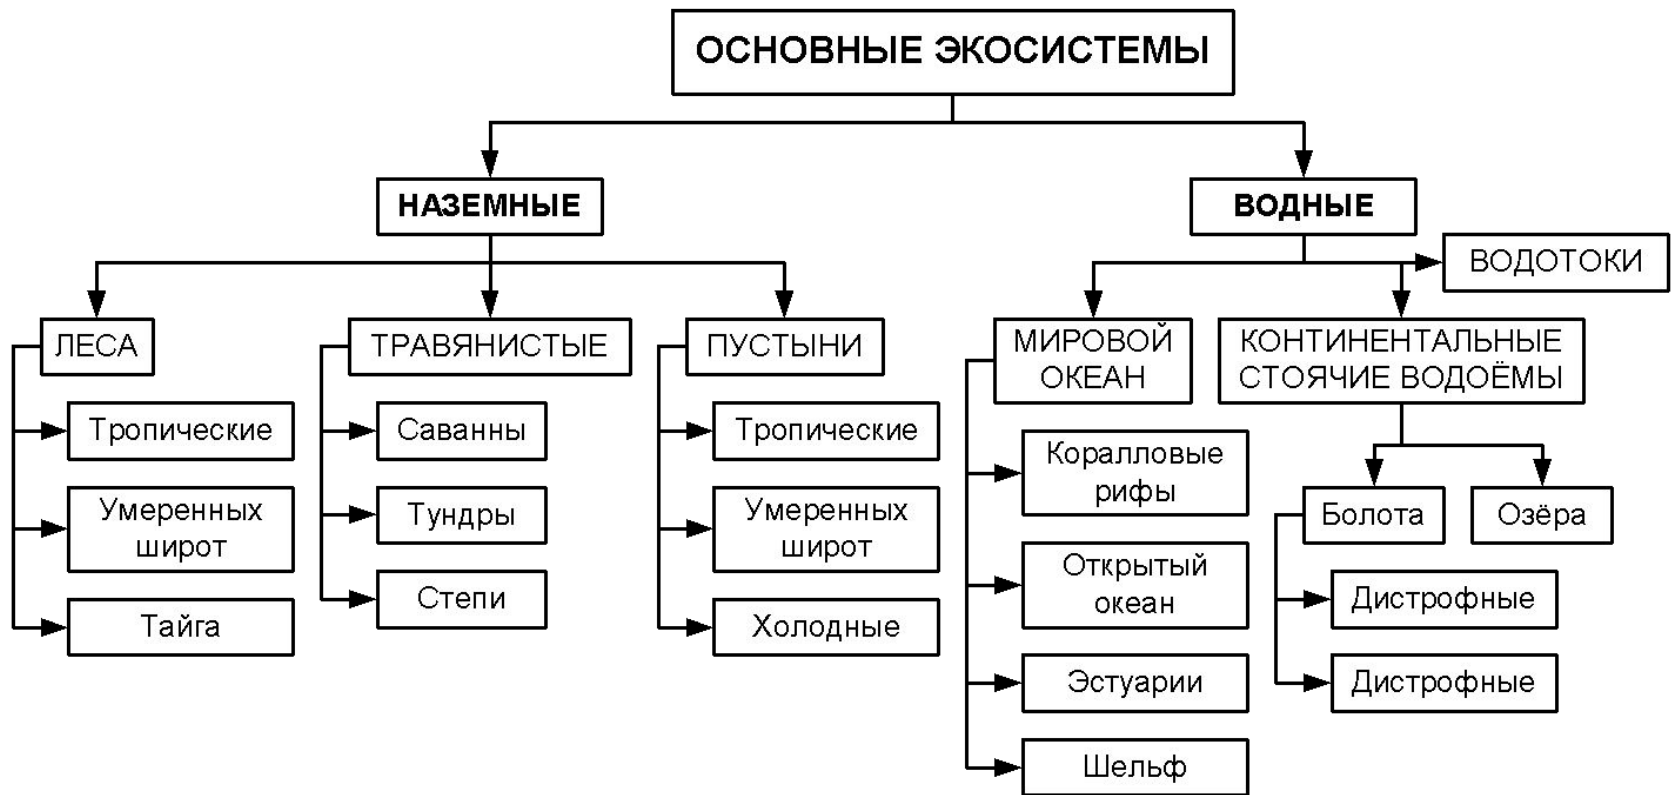 ОСНОВНЫЕ ЭКОСИСТЕМЫ
НАЗЕМНЫЕ
ВОДНЫЕ
ВОДОТОКИ
ЛЕСА
ТРАВЯНИСТЫЕ
ПУСТЫНИ
МИРОВОЙ
ОКЕАН
КОНТИНЕНТАЛЬНЫЕ
СТОЯЧИЕ ВОДОЁМЫ
Тропические
Умеренных
широт
Тайга
Саванны
Тундры
Степи
Тропические
Умеренных
широт
Холодные
Коралловые
рифы
Открытый
океан
Эстуарии
Шельф
Болота
Озёра
Дистрофные
Дистрофные